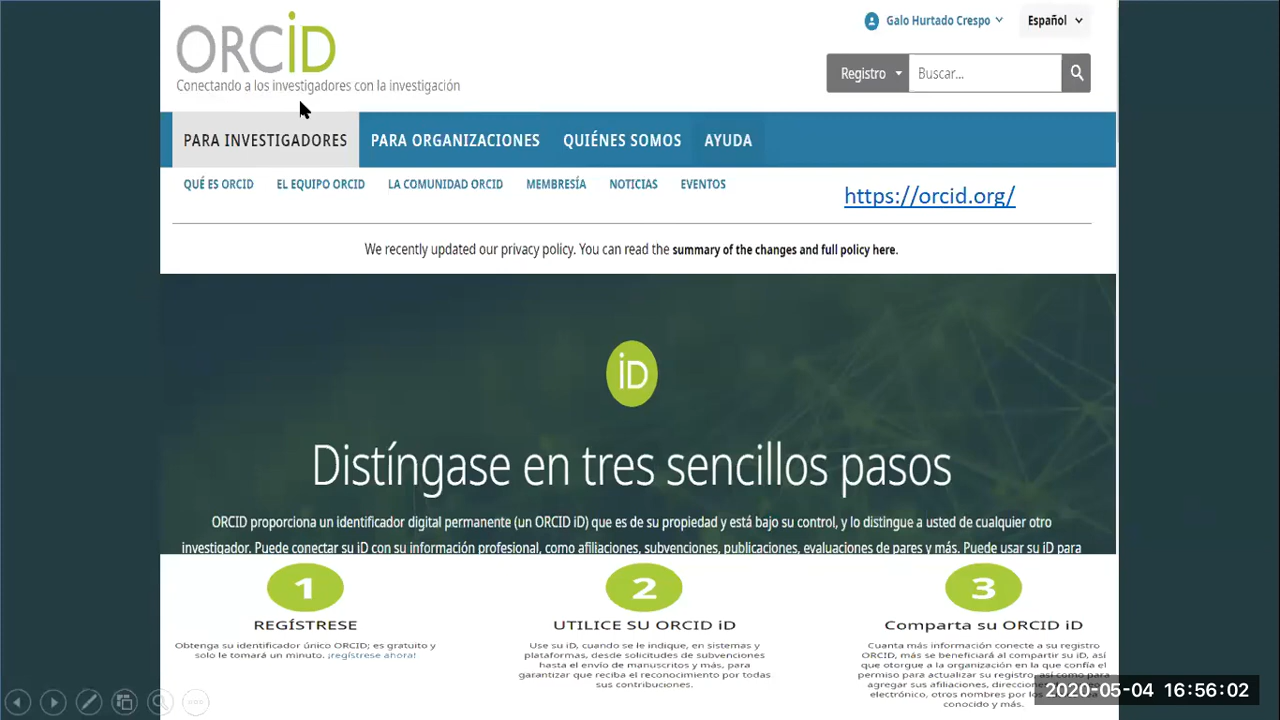 ORCiD
Galo Hurtado Crespo
Español
Conectando a los investigadores con la investigación
Registro
Buscar...
PARA INVESTIGADORES PARA ORGANIZACIONES QUIÉNES SOMOS AYUDA
QUÉ ES ORCID EL EQUIPO ORCID LA COMUNIDAD ORCID MEMBRESÍA NOTICIAS EVENTOS
https://orcid.org/
We recently updated our privacy policy. You can read the summary of the changes and full policy here.
iD
Distíngase en tres sencillos pasos
ORCID proporciona un identificador digital permanente (un ORCID iD) que es de su propiedad y está bajo su control, y lo distingue a usted de cualquier otro
investigador. Puede conectar su iD con su información profesional, como afiliaciones, subvenciones, publicaciones, evaluaciones de pares y más. Puede usar su iD para
1
REGÍSTRESE
Obtenga su identificador único ORCID; es gratuito y
solo le tomará un minuto. ¡regístrese ahora!
2
UTILICE SU ORCID iD
Use su iD, cuando se le indique, en sistemas y
plataformas, desde solicitudes de subvenciones
hasta el envío de manuscritos y más, para
garantizar que reciba el reconocimiento por todas
sus contribuciones.
3
Comparta su ORCID iD
Cuanta más información conecte a su registro
ORCID, más se beneficiará al compartir su iD, así
que otorgue a la organización en la que confía el
permiso para actualizar su registro, así como para
agregar sus afiliaciones,
electrónico, otros nombres por
conocido y más.
2020-05-04 16:56:02